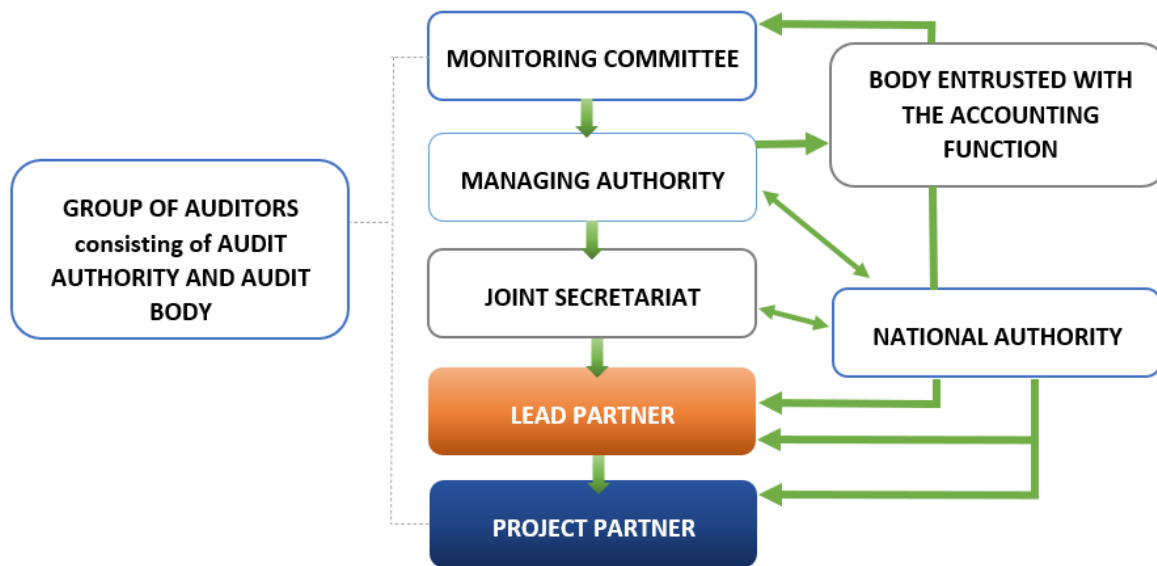 MONITORING COMMITTEE
BODY ENTRUSTED WITH
THE ACCOUNTING
FUNCTION
MANAGING AUTHORITY
GROUP OF AUDITORS
consisting of AUDIT
AUTHORITY AND AUDIT
BODY
JOINT SECRETARIAT
NATIONAL AUTHORITY
LEAD PARTNER
PROJECT PARTNER